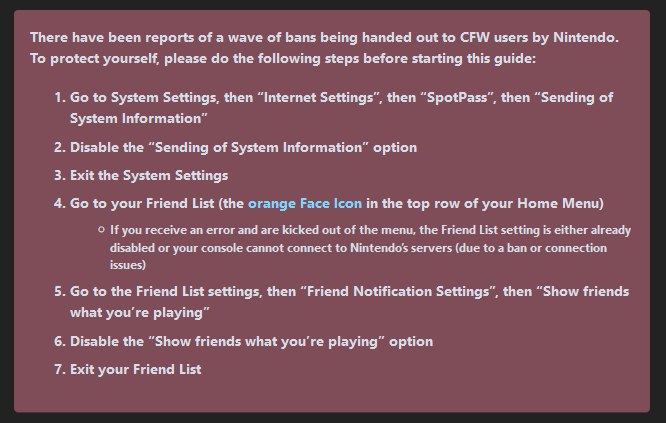 There have been reports of a wave of bans being handed out to CFW users by Nintendo.
To protect yourself, please do the following steps before starting this guide:
1. Go to System Settings, then “Internet Settings”, then “SpotPass”, then “Sending of
System Information”
2. Disable the “Sending of System Information” option
3. Exit the System Settings
4. Go to your Friend List (the orange Face Icon in the top row of your Home Menu)
○ If you receive an error and are kicked out of the menu, the Friend List setting is either already
disabled or your console cannot connect to Nintendo’s servers (due to a ban or connection
issues)
5. Go to the Friend List settings, then “Friend Notification Settings”, then “Show friends
what you’re playing”
6. Disable the “Show friends what you’re playing” option
7. Exit your Friend List